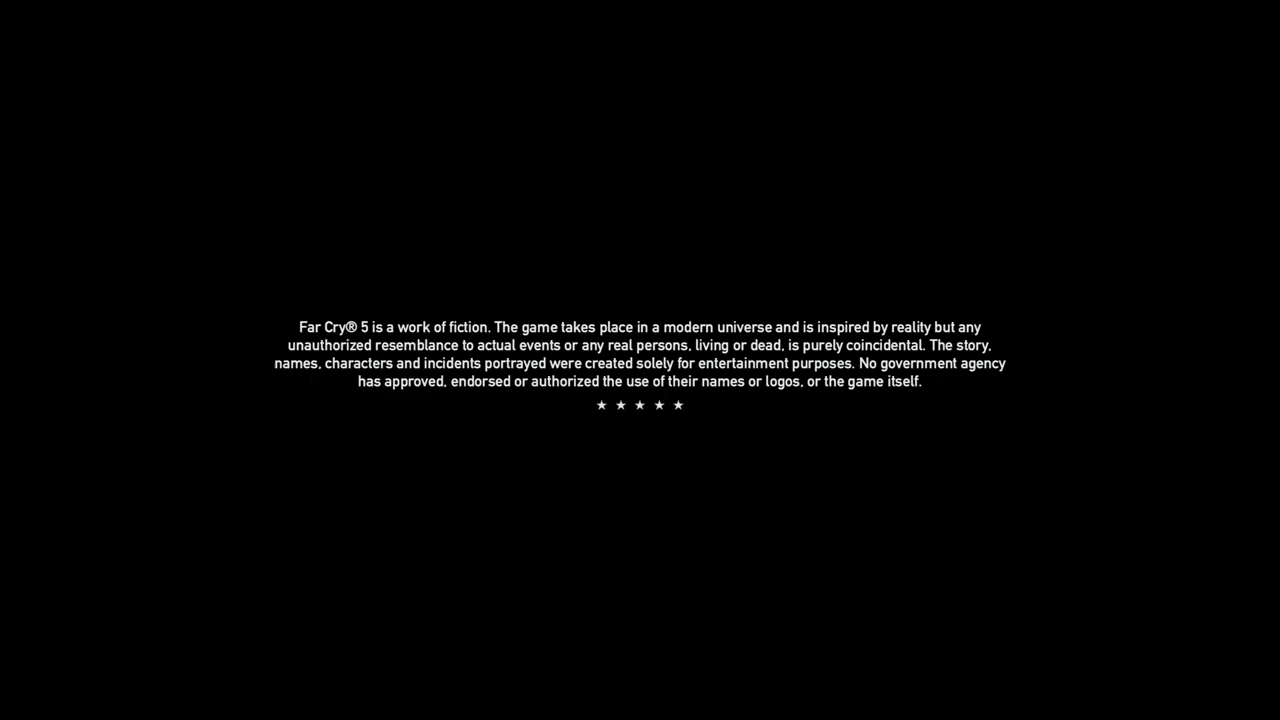 Far Cry® 5 is a work of fiction. The game takes place in a modern universe and is inspired by reality but any
unauthorized resemblance to actual events or any real persons, living or dead, is purely coincidental. The story,
names, characters and incidents portrayed were created solely for entertainment purposes. No government agency
has approved, endorsed or authorized the use of their names or logos, or the game itself.
★ ★ ★ ★ ★